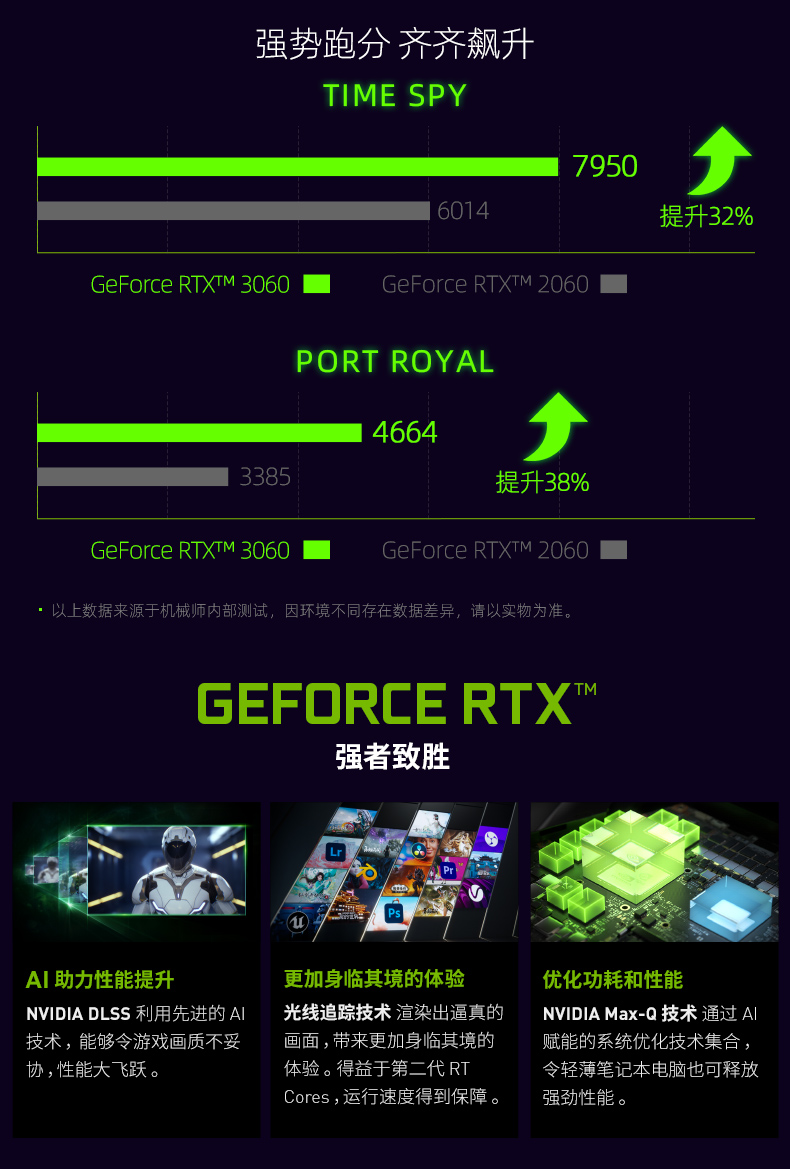 强势跑分 齐齐飙升
TIME SPY
7950
6014
提升32%
GeForce RTX™ 3060
GeForce RTX™ 2060
PORT ROYAL
4664
3385
提升38%
GeForce RTX™ 3060
GeForce RTX™ 2060
以上数据来源于机械师内部测试，因环境不同存在数据差异，请以实物为准。
GEFORCE RTX™
强者致胜
Lr
Pr
Ps
AI 助力性能提升
NVIDIA DLSS 利用先进的 AI
技术，能够令游戏画质不妥
协，性能大飞跃。
更加身临其境的体验
光线追踪技术 渲染出逼真的
画面，带来更加身临其境的
体验。得益于第二代 RT
Cores，运行速度得到保障。
优化功耗和性能
NVIDIA Max-Q 技术 通过 AI
赋能的系统优化技术集合，
令轻薄笔记本电脑也可释放
强劲性能。